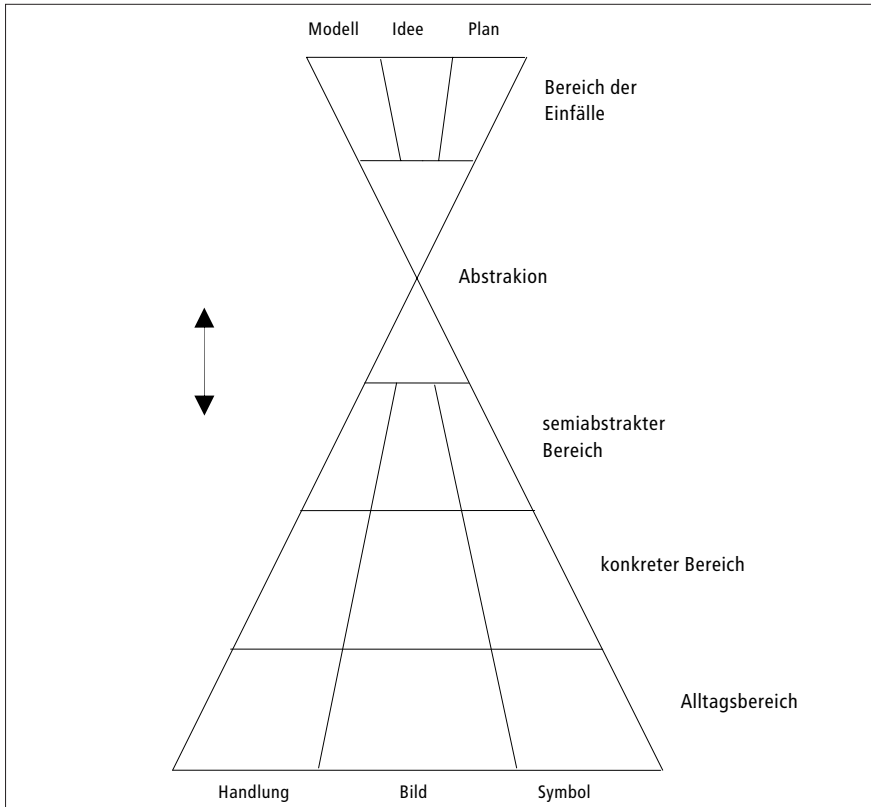 Modell Idee Plan
Bereich der
Einfälle
Abstrakion
semiabstrakter
Bereich
konkreter Bereich
Alltagsbereich
Handlung Bild Symbol